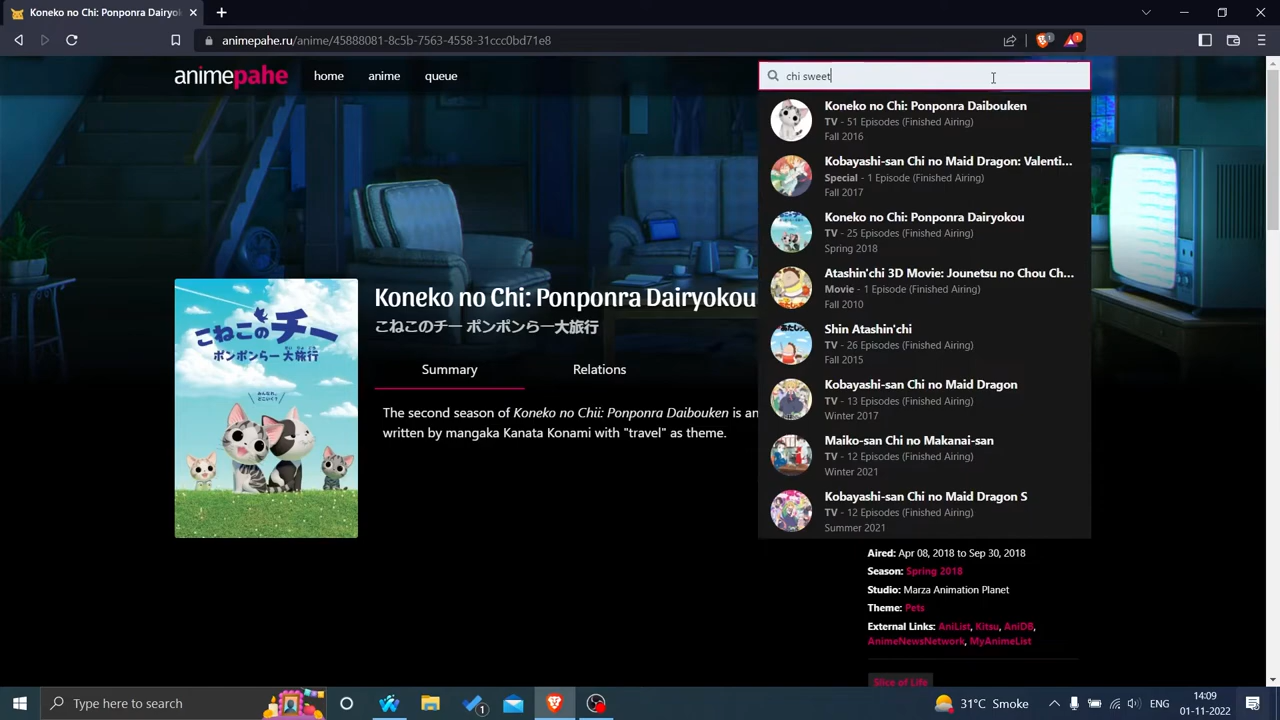 Koneko no Chi: Ponponra Dairyok
animepahe.ru/anime/45888081-8c5b-7563-4558-31ccc0bd71e8
1
1
animepahe
home
anime
queue
chi sweet
Koneko no Chi: Ponponra Daibouken
TV - 51 Episodes (Finished Airing)
Fall 2016
Kobayashi-san Chi no Maid Dragon: Valenti...
Special - 1 Episode (Finished Airing)
Fall 2017
Koneko no Chi: Ponponra Dairyokou
TV - 25 Episodes (Finished Airing)
Spring 2018
Atashin'chi 3D Movie: Jounetsu no Chou Ch...
Movie - 1 Episode (Finished Airing)
Fall 2010
Shin Atashin'chi
TV - 26 Episodes (Finished Airing)
Fall 2015
Kobayashi-san Chi no Maid Dragon
TV - 13 Episodes (Finished Airing)
Winter 2017
Maiko-san Chi no Makanai-san
TV - 12 Episodes (Finished Airing)
Winter 2021
Kobayashi-san Chi no Maid Dragon S
TV - 12 Episodes (Finished Airing)
Summer 2021
こねこのチー
ポンポンらー大旅行
Koneko no Chi: Ponponra Dairyokou
こねこのチー ポンポンらー大旅行
Summary
Relations
The second season of Koneko no Chii: Ponponra Daibouken is an
written by mangaka Kanata Konami with "travel" as theme.
Aired: Apr 08, 2018 to Sep 30, 2018
Season: Spring 2018
Studio: Marza Animation Planet
Theme: Pets
External Links: AniList, Kitsu, AniDB,
AnimeNewsNetwork, MyAnimeList
Slice of Life
Type here to search
1
31°C Smoke
ENG
14:09
01-11-2022